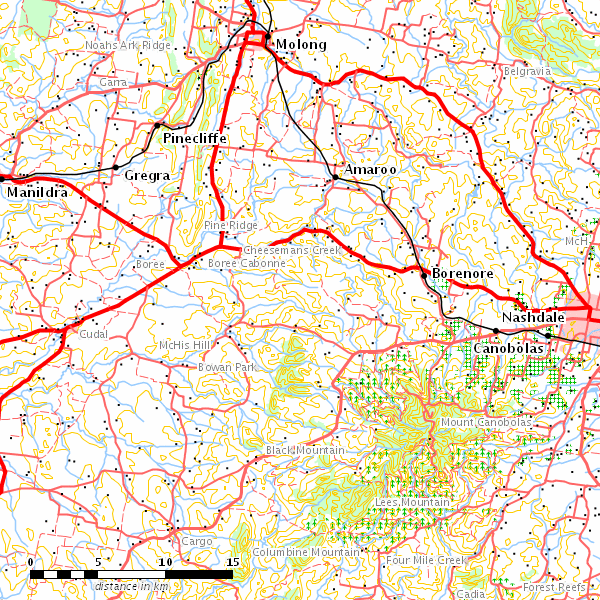 Noahs Ark Ridge
Molong
Belgravia
Garra
Pinecliffe
Gregra
Amaroo
Manildra
Pine Ridge
McH
Cheesemans Creek
Boree
Boree Cabonne
Borenore
Nashdale
Cudal
McHis Hill
Canobolas
Bowan Park
Mount Canobolas
Black Mountain
Lees Mountain
Cargo
Columbine Mountain
Four Mile Creek
0 5 10 15
distance in km
Cadia
Forest Reefs